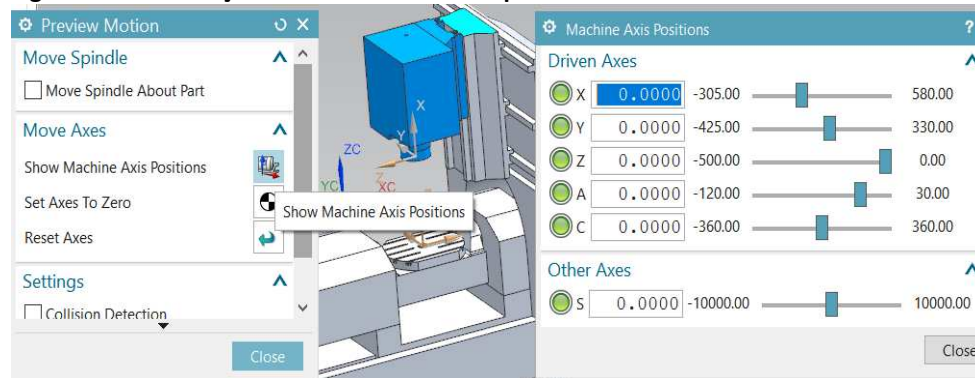 Preview Motion
Move Spindle
Move Spindle About Part
Move Axes
Show Machine Axis Positions
Set Axes To Zero
Reset Axes
Settings
Collision Detection
Close
X
Y
Z
ZC
YC
XC
Show Machine Axis Positions
Machine Axis Positions ?
Driven Axes
X 0.0000 -305.00 580.00
Y 0.0000 -425.00 330.00
Z 0.0000 -500.00 0.00
A 0.0000 -120.00 30.00
C 0.0000 -360.00 360.00
Other Axes
S 0.0000 -10000.00 10000.00
Close